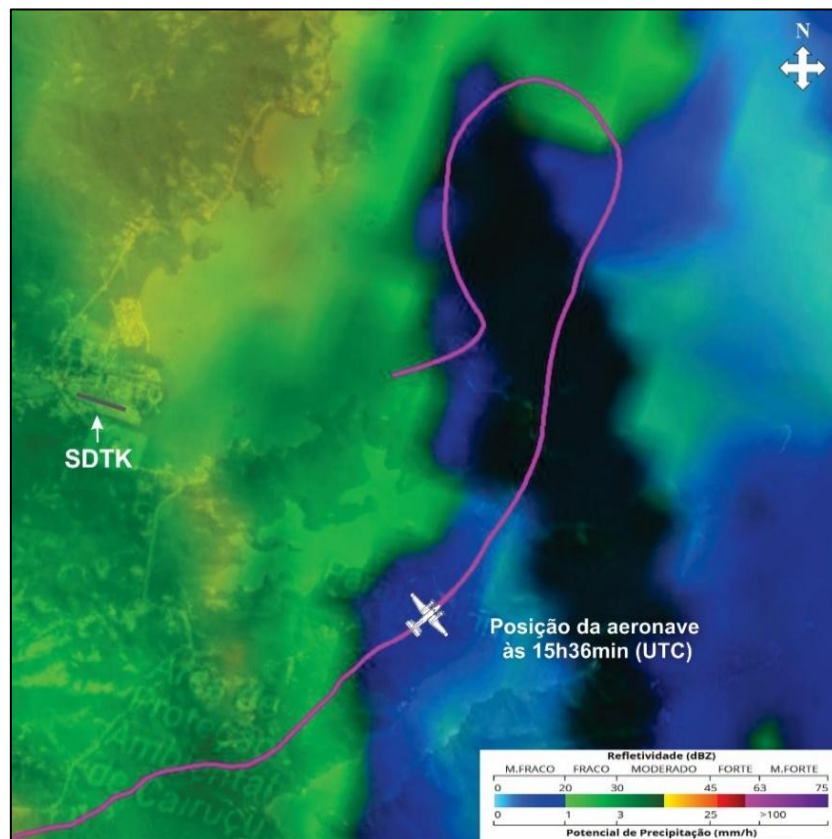 N
SDTK
Posição da aeronave
às 15h36min (UTC)
Refletividade (dBZ)
M.FRACO FRACO MODERADO FORTE M.FORTE
0 20 30 45 63 75
0 1 3 25 >100
Potencial de Precipitação (mm/h)